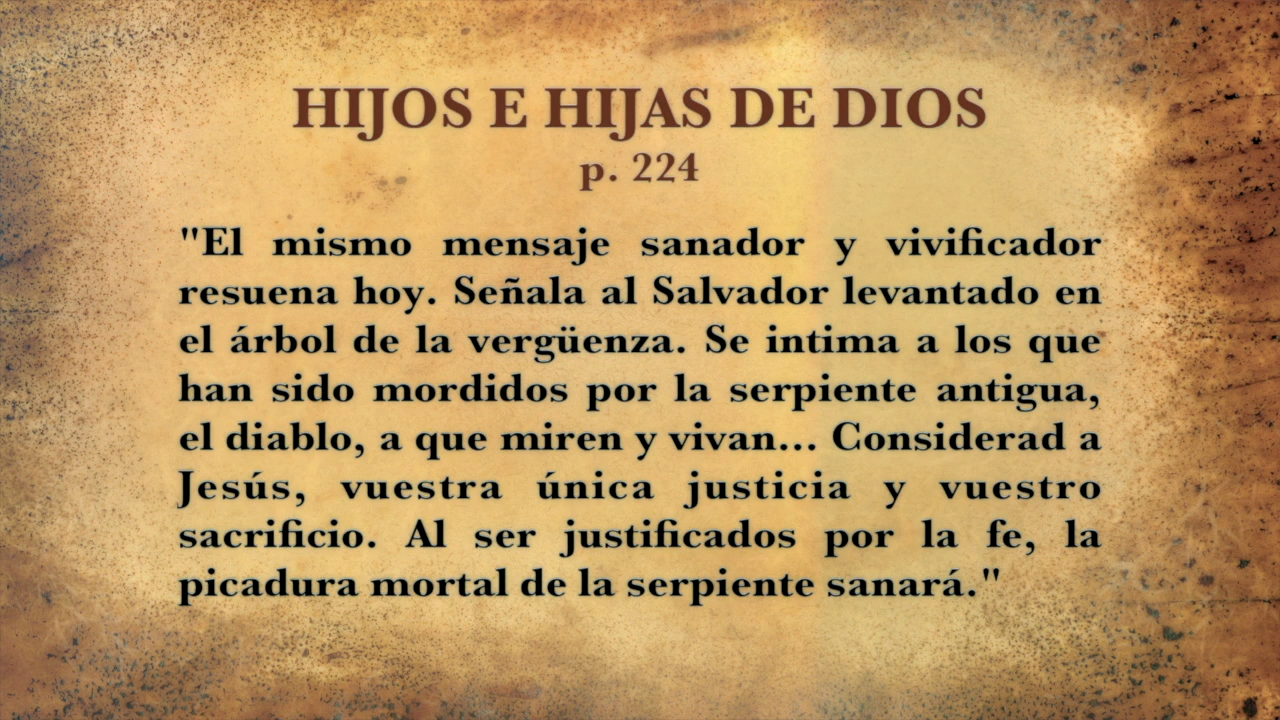 HIJOS E HIJAS DE DIOS
p. 224
"El mismo mensaje sanador y vivificador
resuena hoy. Señala al Salvador levantado en
el árbol de la vergüenza. Se intima a los que
han sido mordidos por la serpiente antigua,
el diablo, a que miren y vivan... Considerad a
Jesús, vuestra única justicia y vuestro
sacrificio. Al ser justificados por la fe, la
picadura mortal de la serpiente sanará."